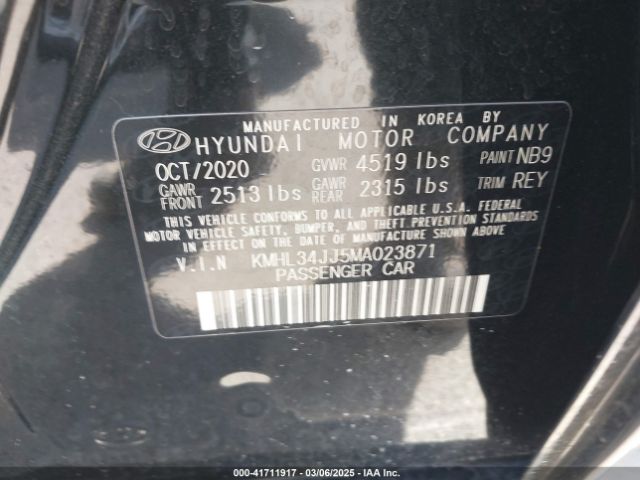 MANUFACTURED IN KOREA BY
HYUNDAI MOTOR COMPANY
OCT/2020 GVWR 4519 lbs PAINT NB9
GAWR FRONT 2513 lbs GAWR REAR 2315 lbs TRIM REY
THIS VEHICLE CONFORMS TO ALL APPLICABLE U.S.A. FEDERAL
MOTOR VEHICLE SAFETY, BUMPER, AND THEFT PREVENTION STANDARDS
IN EFFECT ON THE DATE OF MANUFACTURE SHOWN ABOVE.
V.I.N KMHL34JJ5MA023871
PASSENGER CAR
000-41711917 - 03/06/2025 - IAA, Inc.